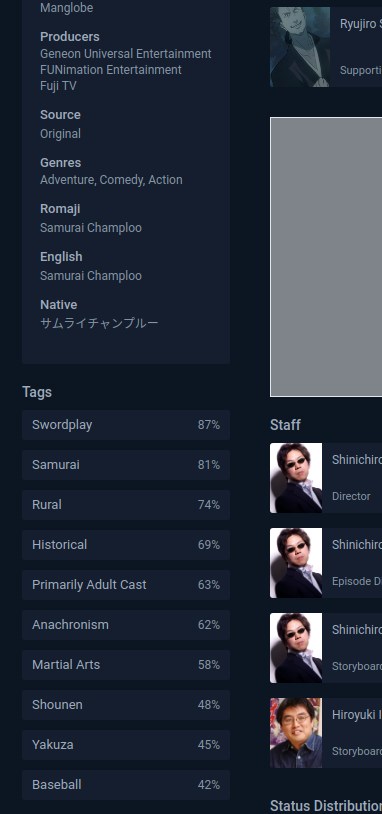 Manglobe
Producers
Geneon Universal Entertainment
FUNimation Entertainment
Fuji TV
Source
Original
Genres
Adventure, Comedy, Action
Romaji
Samurai Champloo
English
Samurai Champloo
Native
サムライチャンプルー
Tags
Swordplay 87%
Samurai 81%
Rural 74%
Historical 69%
Primarily Adult Cast 63%
Anachronism 62%
Martial Arts 58%
Shounen 48%
Yakuza 45%
Baseball 42%
Ryujiro S
Supporti
Staff
Shinichiro
Director
Shinichiro
Episode D
Shinichiro
Storyboard
Hiroyuki I
Storyboard
Status Distribution